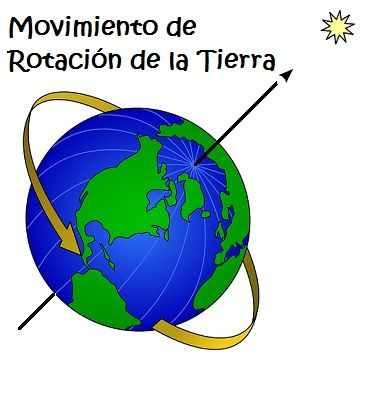 Movimiento de
Rotación de la Tierra